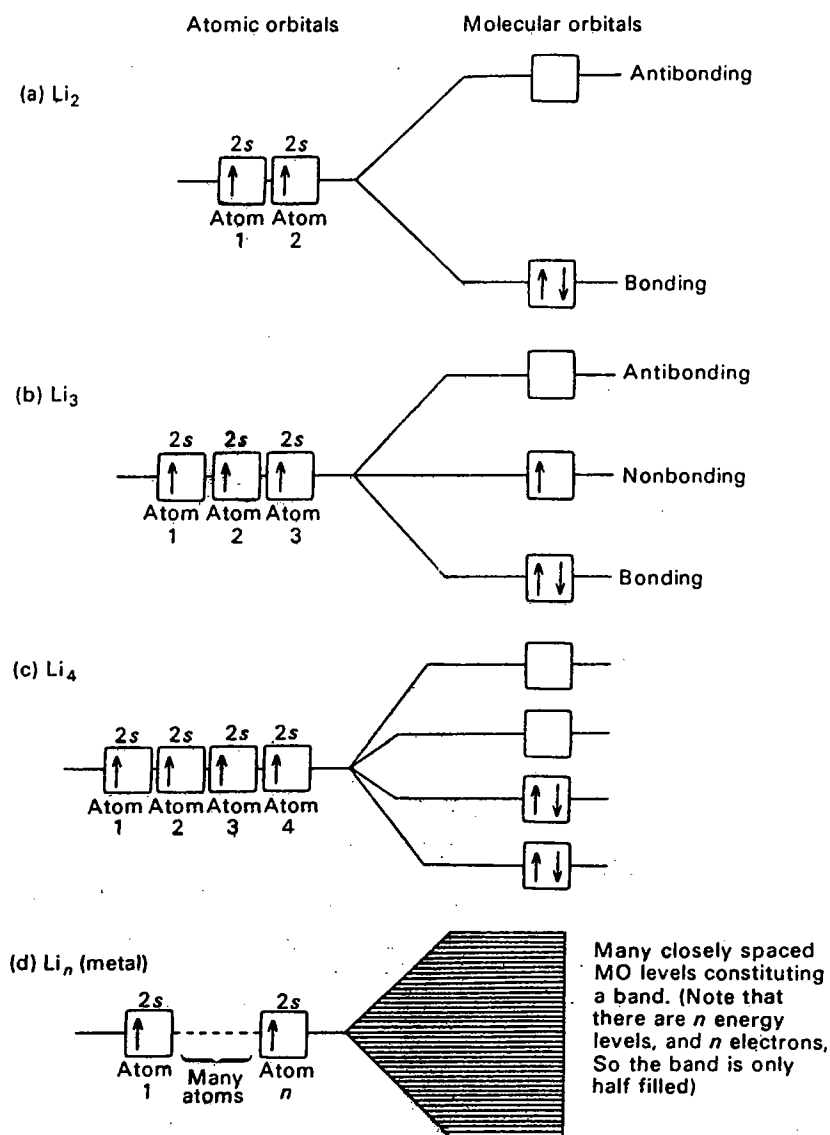 Atomic orbitals Molecular orbitals
(a) Li2
Antibonding
2s 2s
Atom Atom
1 2
Bonding
(b) Li3
Antibonding
2s 2s 2s
Nonbonding
Atom Atom Atom
1 2 3
Bonding
(c) Li4
2s 2s 2s 2s
Atom Atom Atom Atom
1 2 3 4
(d) Lin (metal)
2s 2s
Atom Atom
1 Many n
atoms
Many closely spaced
MO levels constituting
a band. (Note that
there are n energy
levels, and n electrons,
So the band is only
half filled)